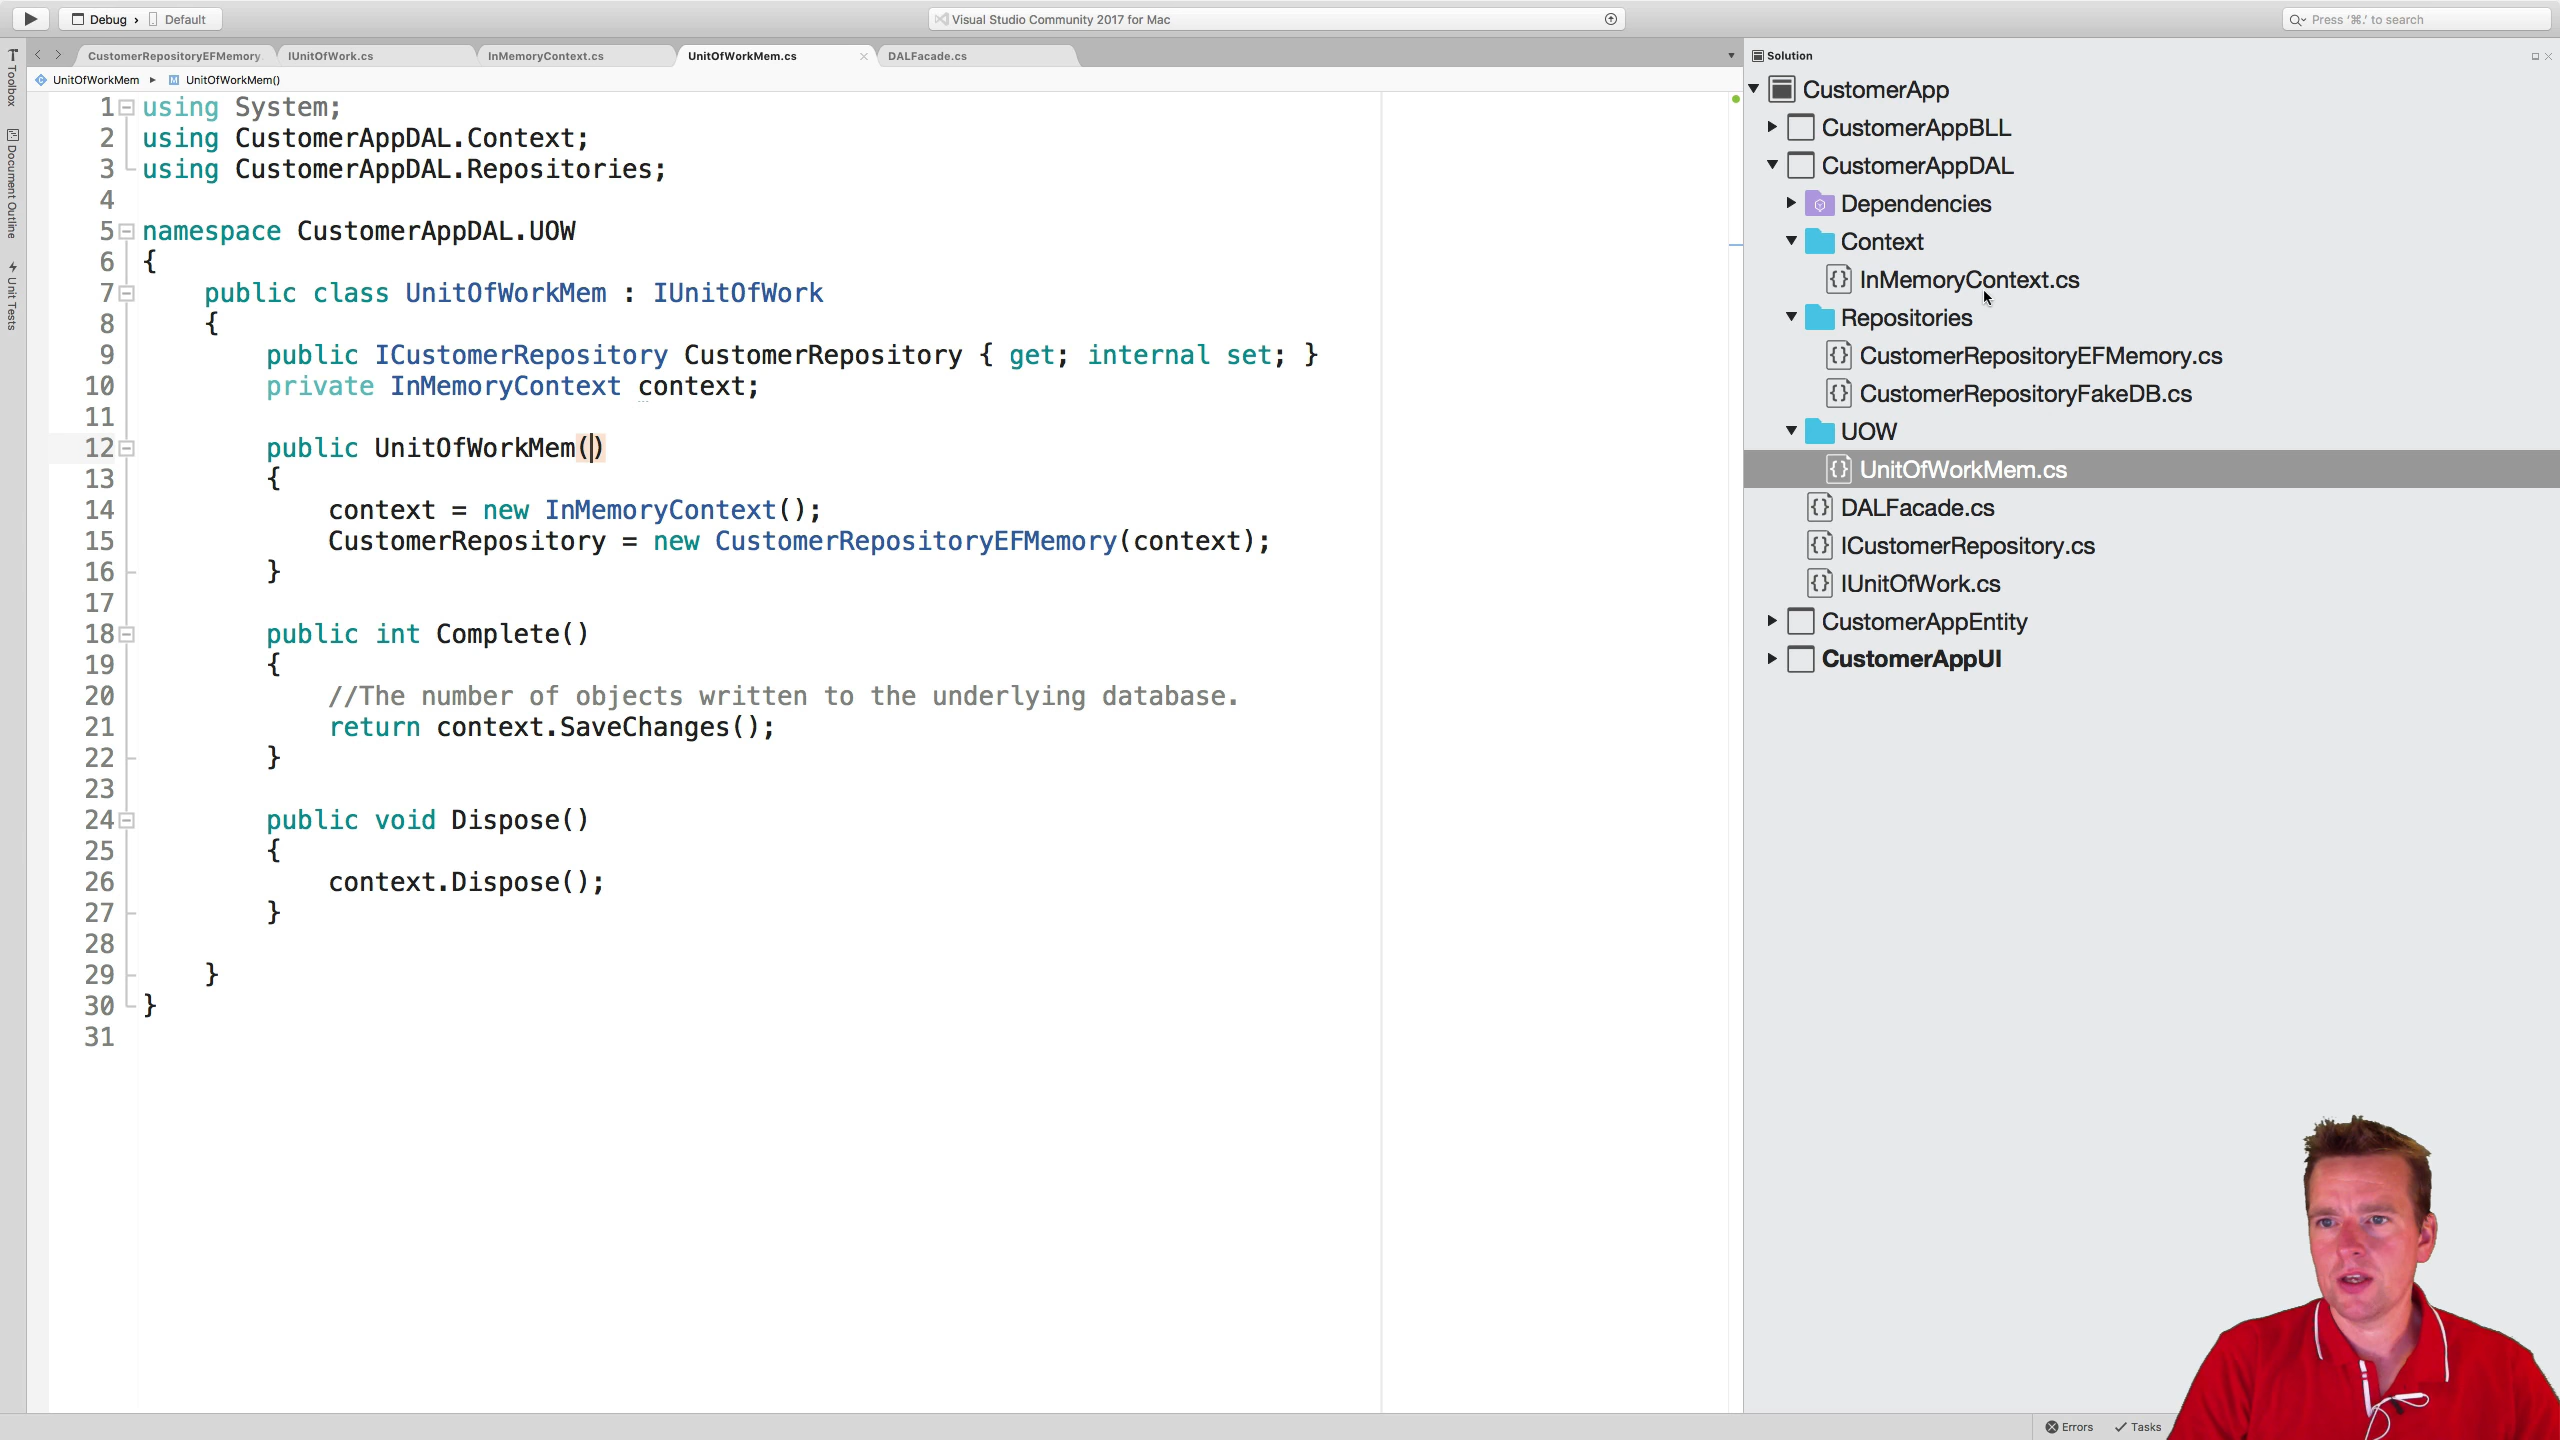 Debug › Default
Visual Studio Community 2017 for Mac
Press '⌘.' to search
Toolbox
Document Outline
Unit Tests
CustomerRepositoryEFMemory
IUnitOfWork.cs
InMemoryContext.cs
UnitOfWorkMem.cs
DALFacade.cs
UnitOfWorkMem ▸ M UnitOfWorkMem()
1 using System;
2 using CustomerAppDAL.Context;
3 using CustomerAppDAL.Repositories;
4
5 namespace CustomerAppDAL.UOW
6 {
7 public class UnitOfWorkMem : IUnitOfWork
8 {
9 public ICustomerRepository CustomerRepository { get; internal set; }
10 private InMemoryContext context;
11
12 public UnitOfWorkMem()
13 {
14 context = new InMemoryContext();
15 CustomerRepository = new CustomerRepositoryEFMemory(context);
16 }
17
18 public int Complete()
19 {
20 //The number of objects written to the underlying database.
21 return context.SaveChanges();
22 }
23
24 public void Dispose()
25 {
26 context.Dispose();
27 }
28
29 }
30 }
31
Solution
CustomerApp
CustomerAppBLL
CustomerAppDAL
Dependencies
Context
{} InMemoryContext.cs
Repositories
{} CustomerRepositoryEFMemory.cs
{} CustomerRepositoryFakeDB.cs
UOW
{} UnitOfWorkMem.cs
{} DALFacade.cs
{} ICustomerRepository.cs
{} IUnitOfWork.cs
CustomerAppEntity
CustomerAppUI
Errors
Tasks